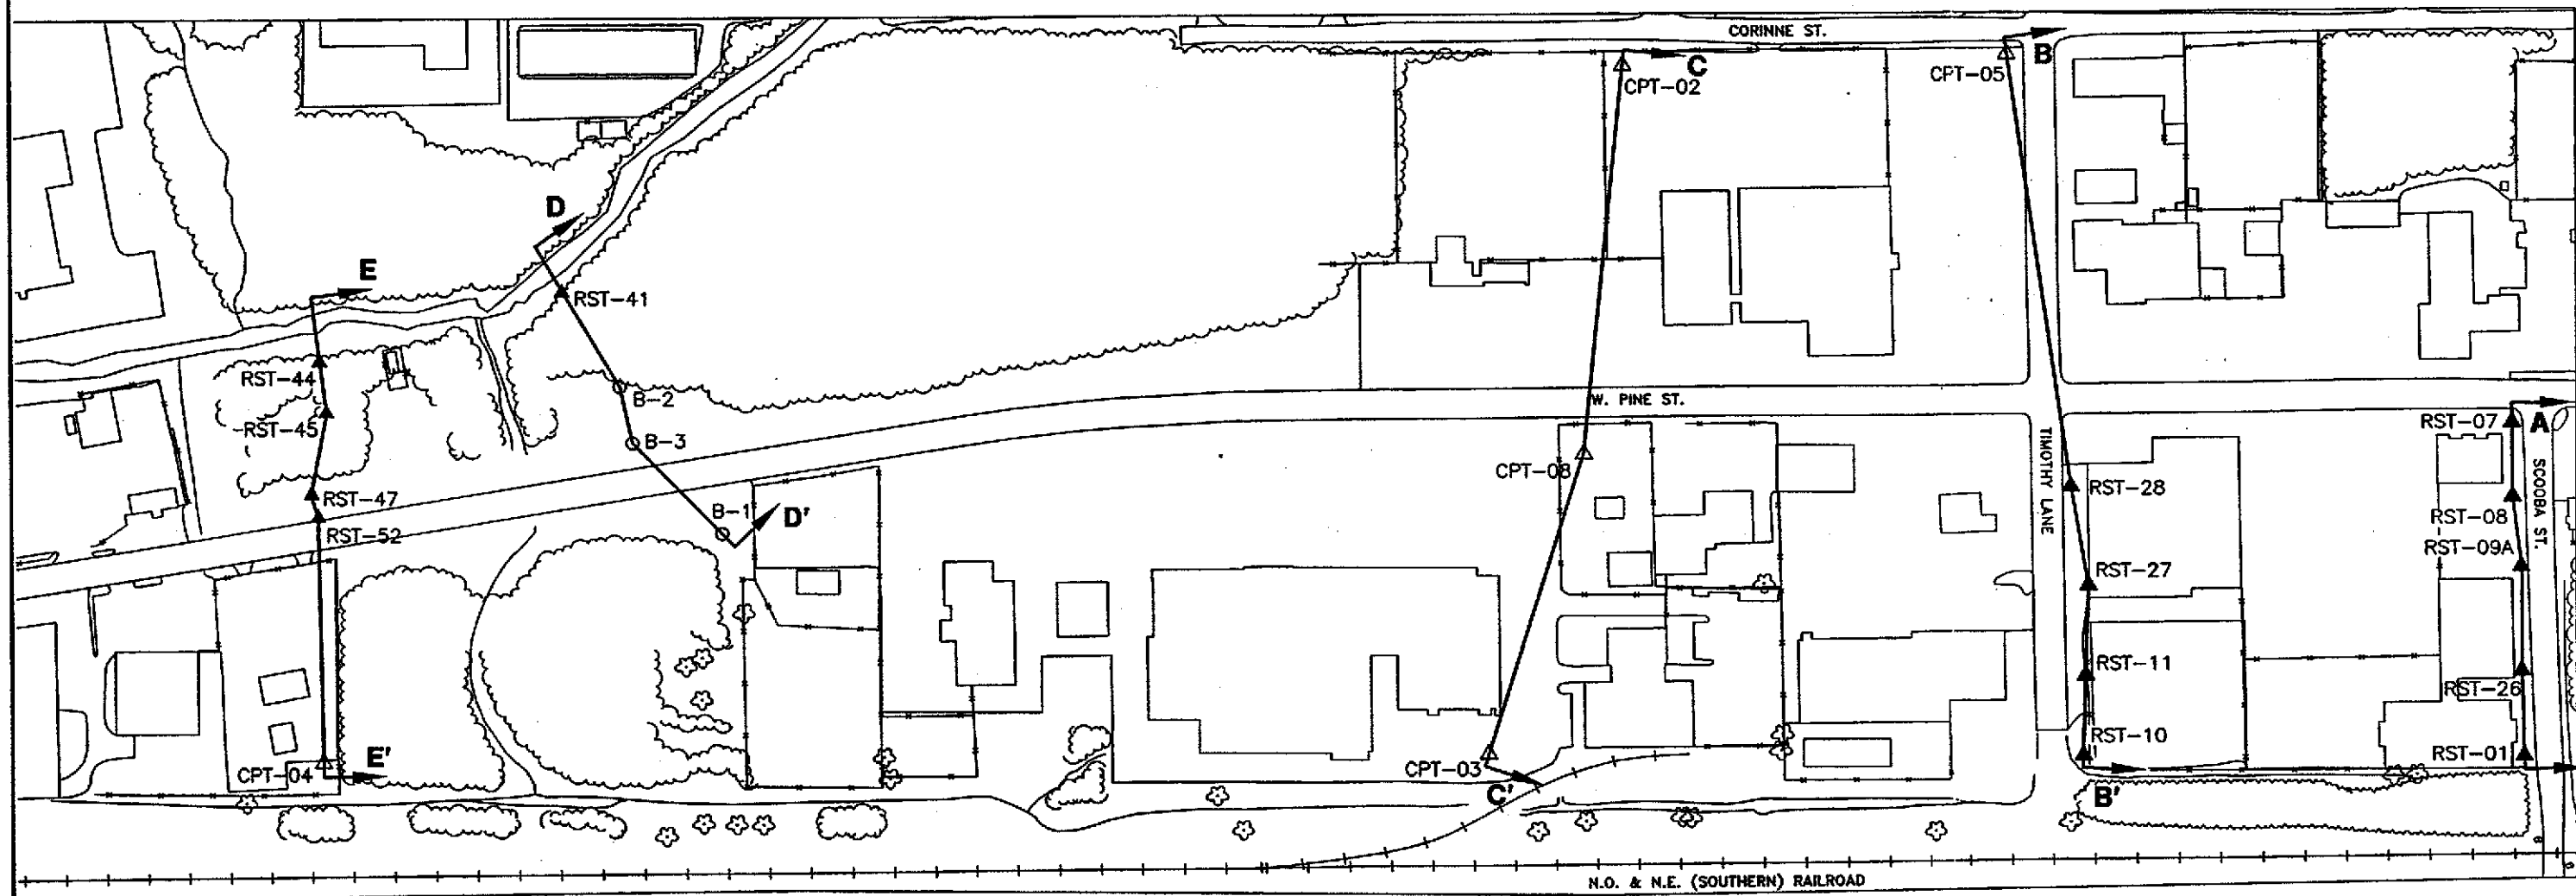 CORINNE ST.
B
C
CPT-05
CPT-02
D
E
RST-41
RST-44
B-2
W. PINE ST.
RST-07
A
RST-45
B-3
CPT-08
TIMOTHY LANE
SCOOBA ST.
RST-47
RST-28
B-1
D'
RST-08
RST-52
RST-09A
RST-27
RST-11
RST-26
RST-10
RST-01
CPT-04
E'
CPT-03
C'
B'
N.O. & N.E. (SOUTHERN) RAILROAD